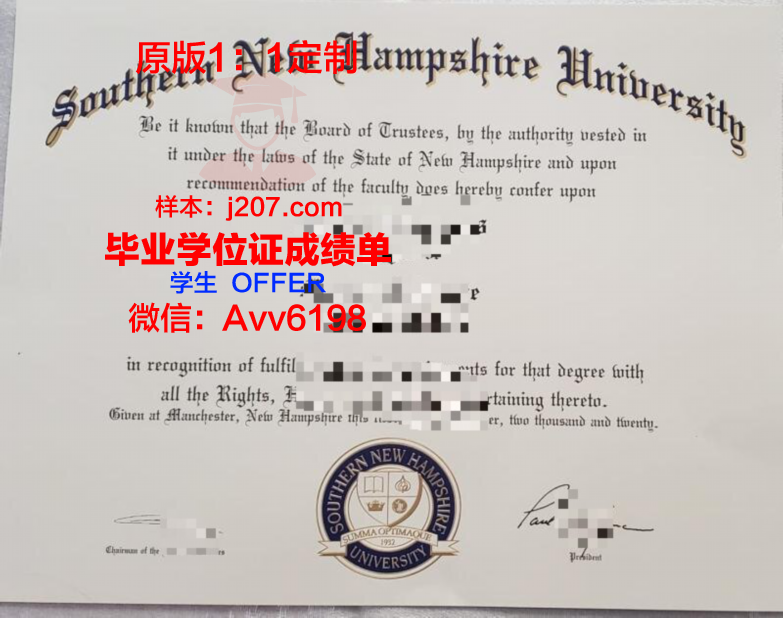 Southern New Hampshire University
原版1：1定制
Be it known that the Board of Trustees, by the authority vested in
it under the laws of the State of New Hampshire and upon
recommendation of the faculty does hereby confer upon
样本：j207.com
毕业学位证成绩单
学生 OFFER
微信：Avv6198
in recognition of for that degree with
all the Rights, thereto.
Given at Manchester, New Hampshire this two thousand and twenty.
SOUTHERN NEW HAMPSHIRE
SUMMA OPTIMAQUE
1932
UNIVERSITY
Paul
Chairman of the
President